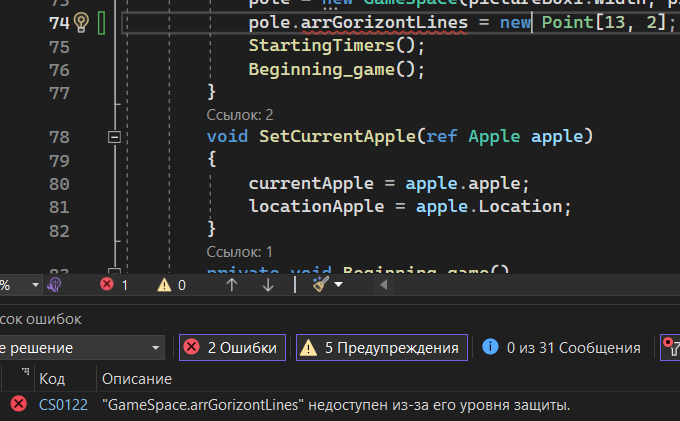 pole = new GameSpace(pictureBox1.Width, p
74 pole.arrGorizontLines = new Point[13, 2];
75 StartingTimers();
76 Beginning_game();
77 }
Ссылок: 2
78 void SetCurrentApple(ref Apple apple)
79 {
80 currentApple = apple.apple;
81 locationApple = apple.Location;
82 }
Ссылок: 1
83 private void Beginning_game()
% 1 0
сок ошибок
е решение 2 Ошибки 5 Предупреждения 0 из 31 Сообщения
Код Описание
CS0122 "GameSpace.arrGorizontLines" недоступен из-за его уровня защиты.